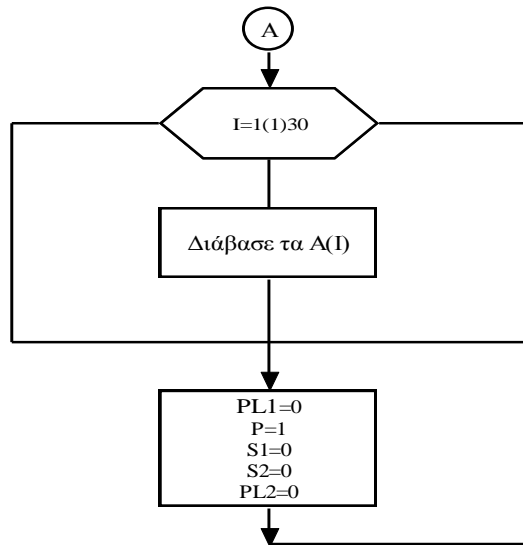 A
I=1(1)30
Διάβασε τα A(I)
PL1=0
P=1
S1=0
S2=0
PL2=0